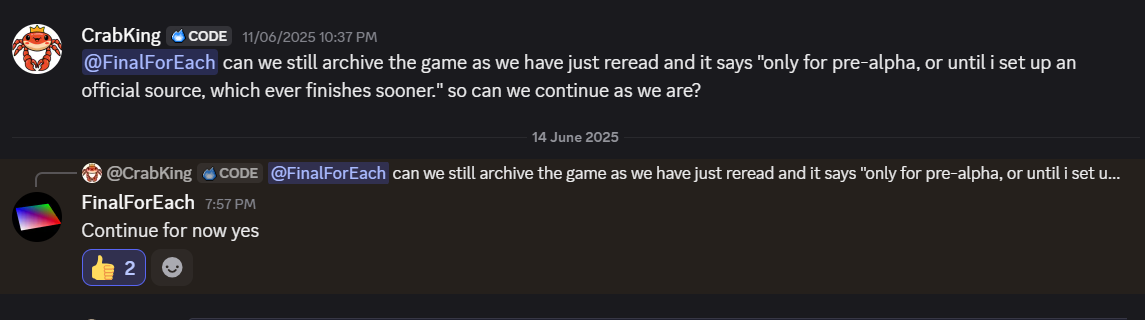 CrabKing CODE 11/06/2025 10:37 PM
@FinalForEach can we still archive the game as we have just reread and it says "only for pre-alpha, or until i set up an
official source, which ever finishes sooner." so can we continue as we are?
14 June 2025
@CrabKing CODE @FinalForEach can we still archive the game as we have just reread and it says "only for pre-alpha, or until i set u...
FinalForEach 7:57 PM
Continue for now yes
2